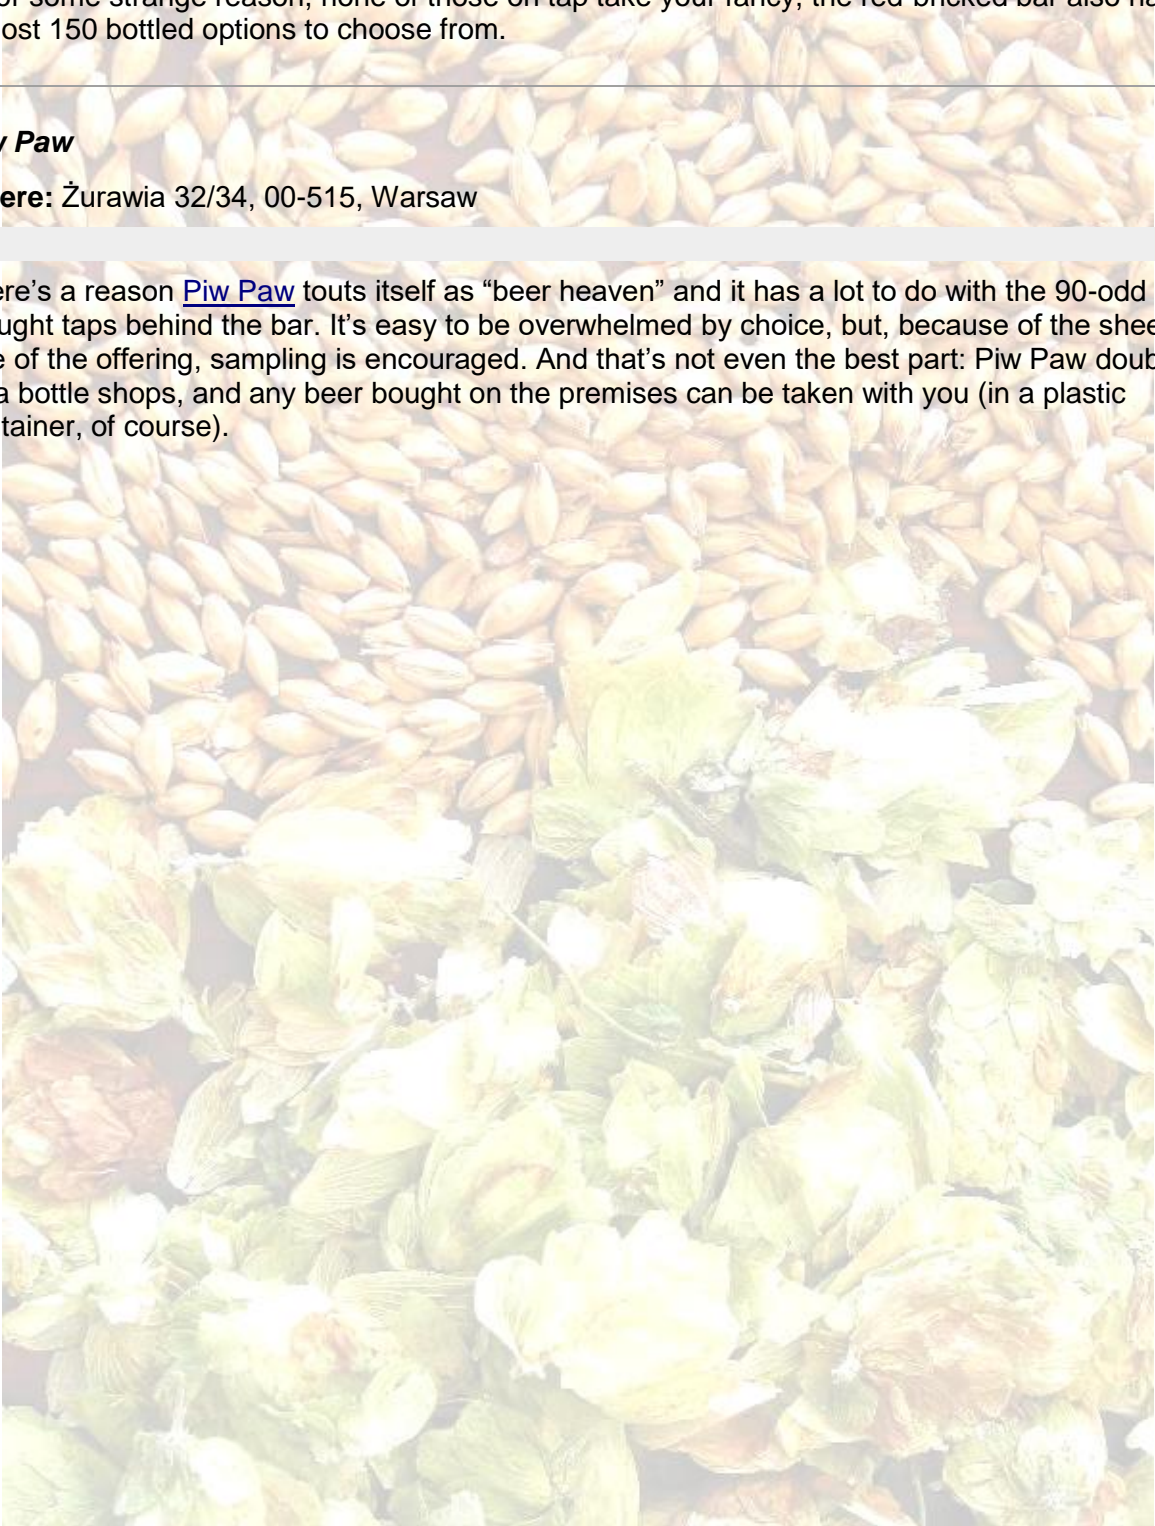 or some strange reason, none of those on tap take your fancy, the red-bricked bar also ha
ost 150 bottled options to choose from.
Paw
ere: Żurawia 32/34, 00-515, Warsaw
ere’s a reason Piw Paw touts itself as “beer heaven” and it has a lot to do with the 90-odd
ught taps behind the bar. It’s easy to be overwhelmed by choice, but, because of the shee
e of the offering, sampling is encouraged. And that’s not even the best part: Piw Paw doub
a bottle shops, and any beer bought on the premises can be taken with you (in a plastic
tainer, of course).